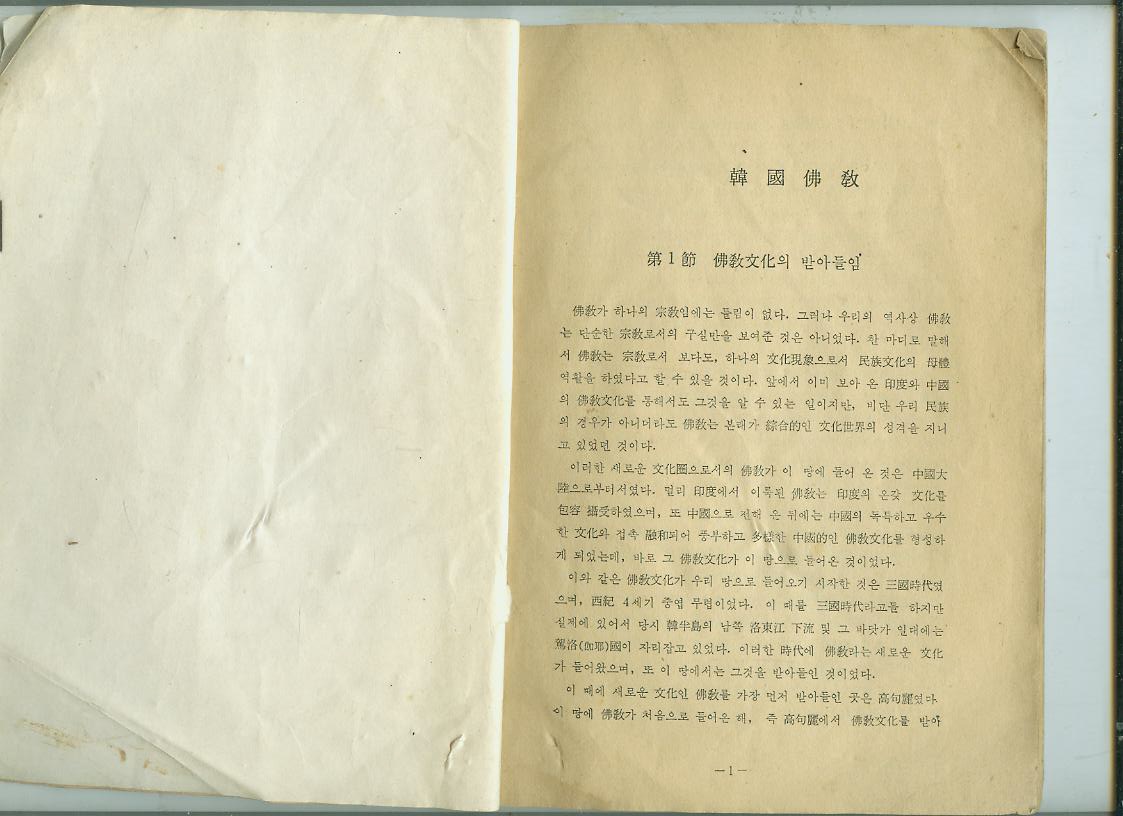 韓國佛敎
第1節 佛敎文化의 받아들임
佛敎가 하나의 宗敎임에는 틀림이 없다. 그러나 우리의 역사상 佛敎
는 단순한 宗敎로서의 구실만을 보여준 것은 아니었다. 한 마디로 말해
서 佛敎는 宗敎로서 보다도, 하나의 文化現象으로서 民族文化의 母體
역활을 하였다고 할 수 있을 것이다. 앞에서 이미 보아 온 印度와 中國
의 佛敎文化를 통해서도 그것을 알 수 있는 일이지만, 비단 우리 民族
의 경우가 아니더라도 佛敎는 본래가 綜合的인 文化世界의 성격을 지니
고 있었던 것이다.
이러한 새로운 文化圈으로서의 佛敎가 이 땅에 들어 온 것은 中國大
陸으로부터서였다. 멀리 印度에서 이룩된 佛敎는 印度의 온갖 文化를
包容 攝受하였으며, 또 中國으로 전해 온 뒤에는 中國의 독특하고 우수
한 文化와 접촉 融和되어 풍부하고 多樣한 中國的인 佛敎文化를 형성하
게 되었는데, 바로 그 佛敎文化가 이 땅으로 들어온 것이었다.
이와 같은 佛敎文化가 우리 땅으로 들어오기 시작한 것은 三國時代였
으며, 西紀 4세기 중엽 무렵이었다. 이 때를 三國時代라고들 하지만
실제에 있어서 당시 韓半島의 남쪽 洛東江 下流 및 그 바닷가 일대에는
駕洛(伽耶)國이 자리잡고 있었다. 이러한 時代에 佛敎라는 새로운 文化
가 들어왔으며, 또 이 땅에서는 그것을 받아들인 것이었다.
이 때에 새로운 文化인 佛敎를 가장 먼저 받아들인 곳은 高句麗였다.
이 땅에 佛敎가 처음으로 들어온 해, 즉 高句麗에서 佛敎文化를 받아
—1—